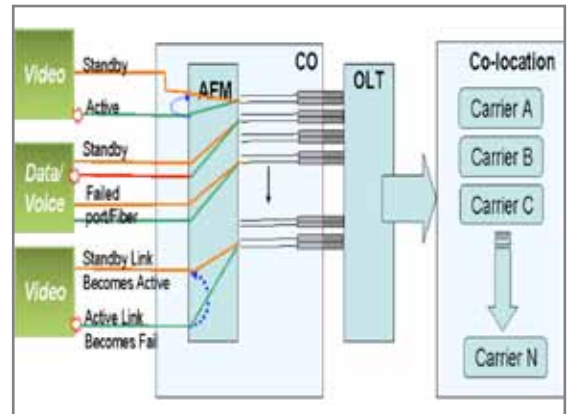 Video
Standby
Active
Data/
Voice
Standby
Failed
port/Fiber
Video
Standby Link
Becomes Active
Active Link
Becomes Fail
CO
AFM
OLT
Co-location
Carrier A
Carrier B
Carrier C
Carrier N